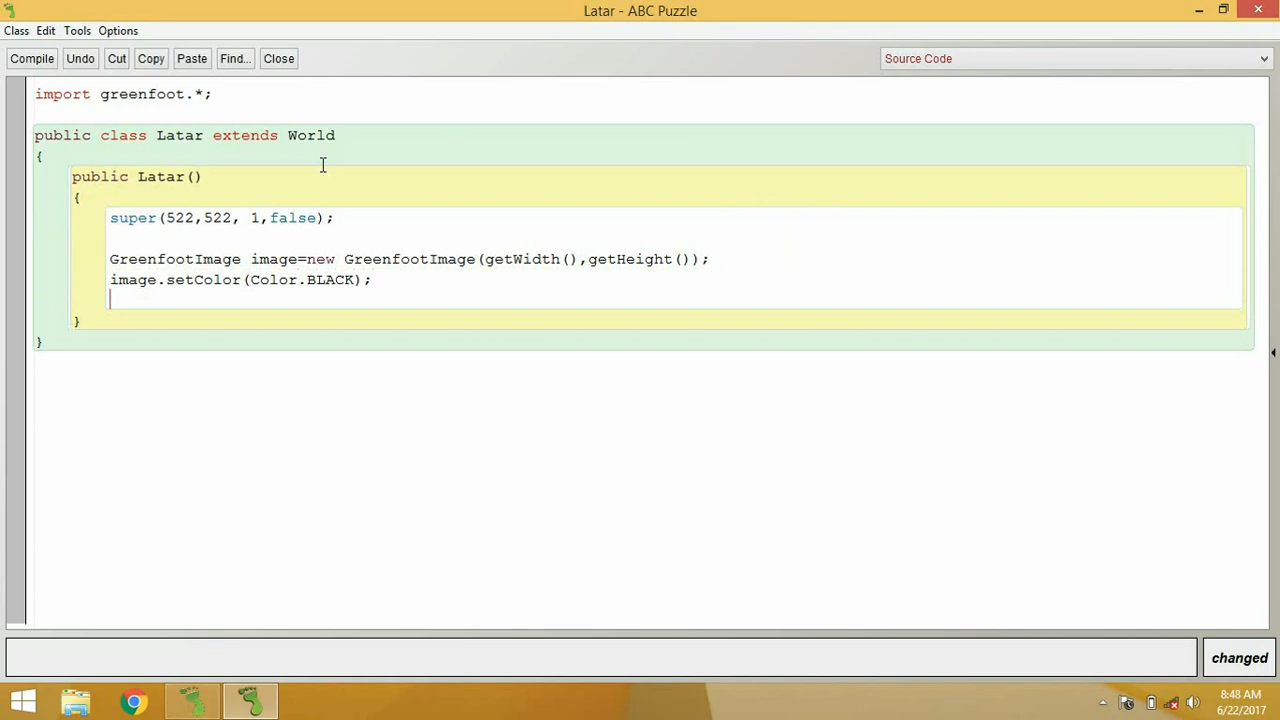 Latar - ABC Puzzle
Class Edit Tools Options
Compile Undo Cut Copy Paste Find... Close Source Code
import greenfoot.*;
public class Latar extends World
{
public Latar()
{
super(522,522, 1,false);
GreenfootImage image=new GreenfootImage(getWidth(),getHeight());
image.setColor(Color.BLACK);
}
}
changed
8:48 AM
6/22/2017